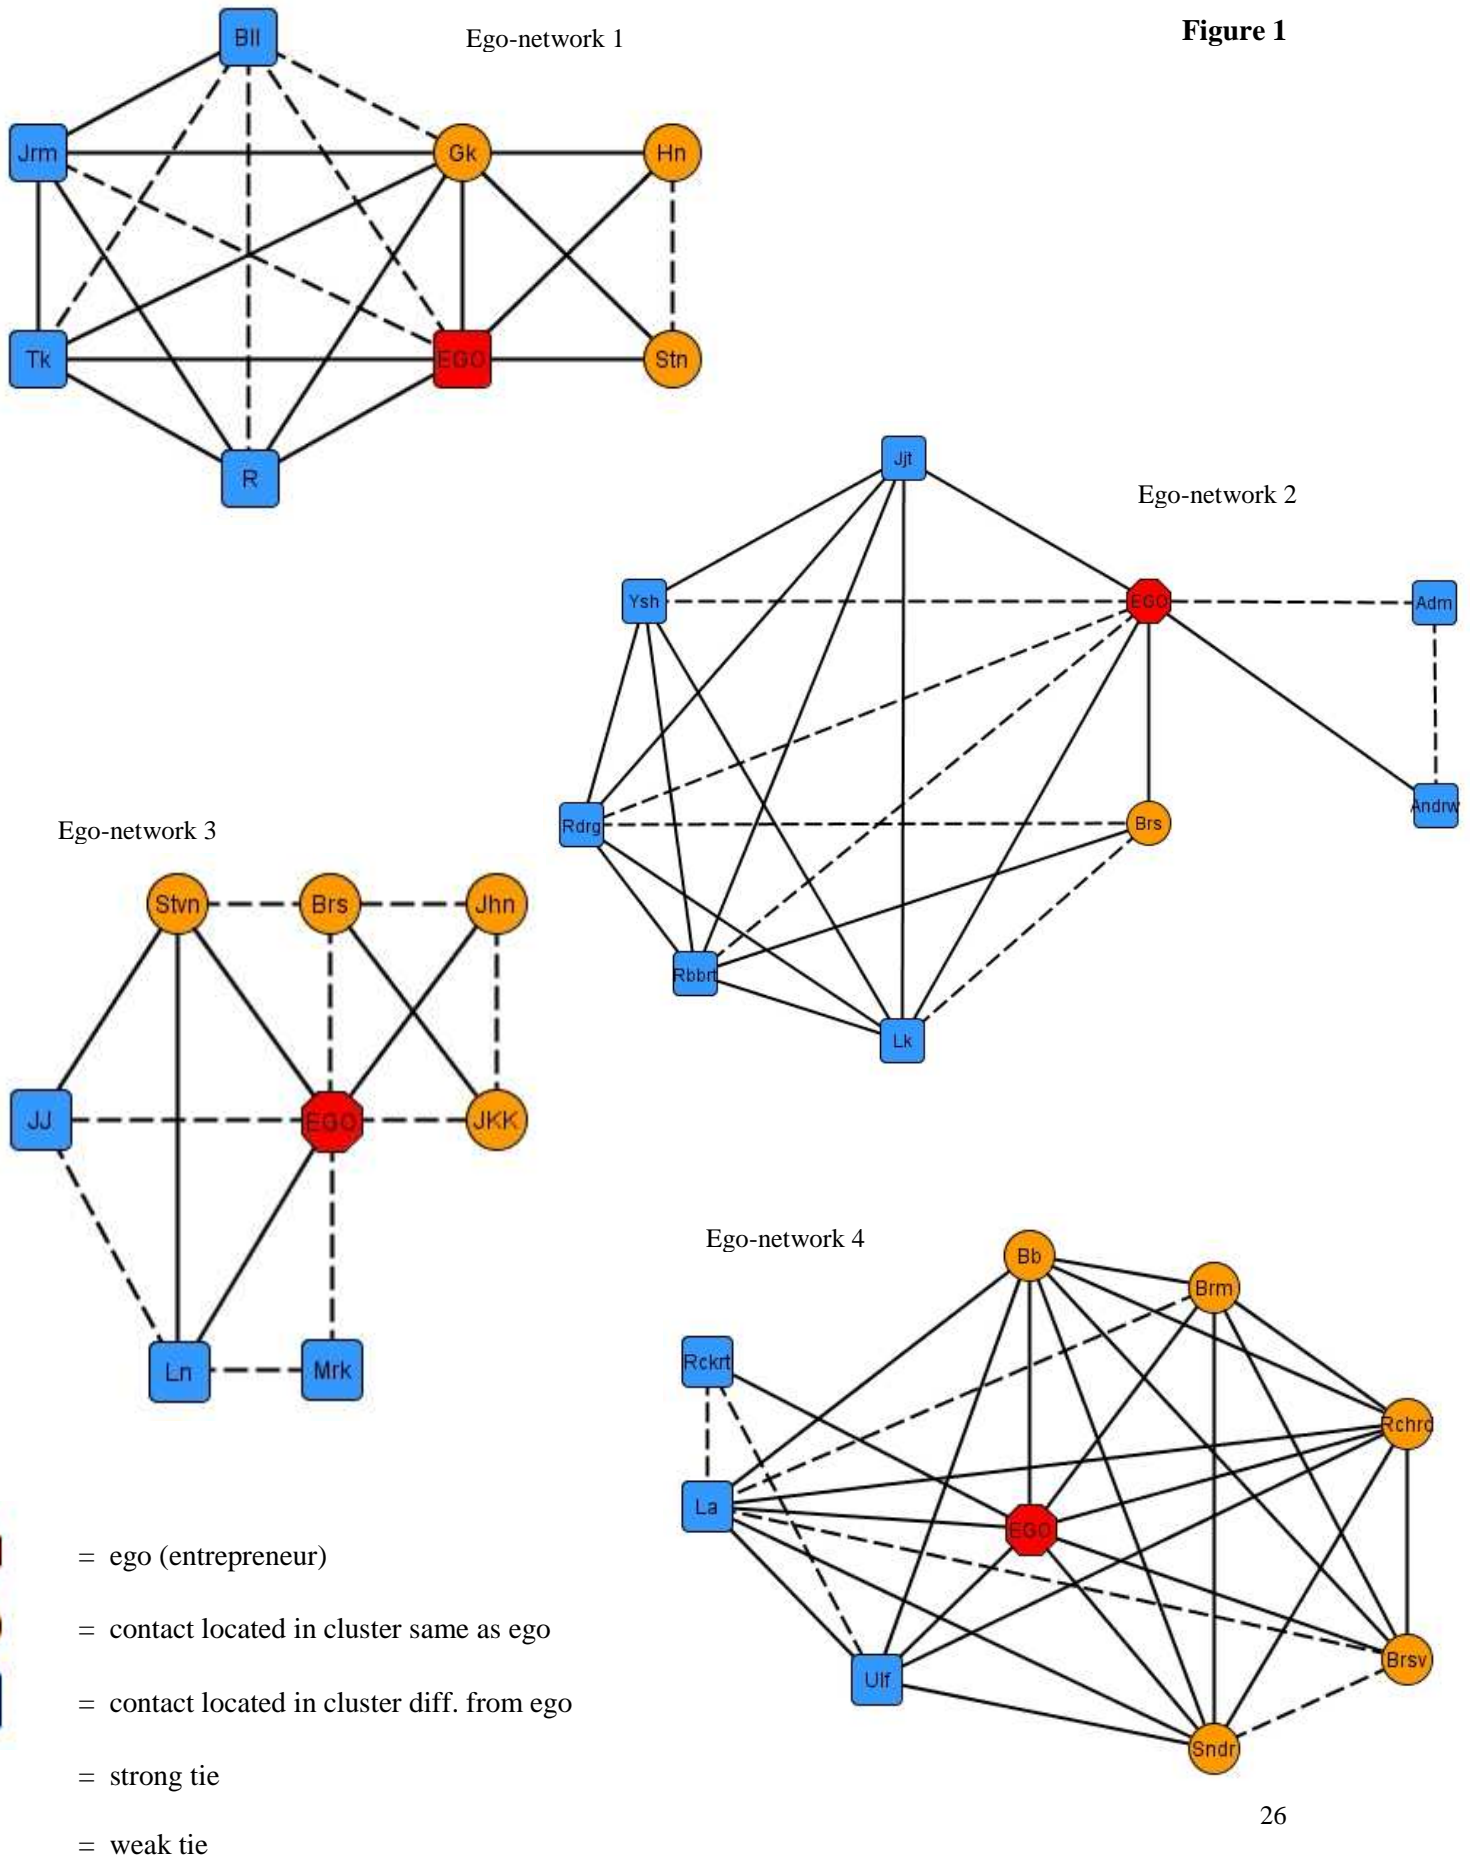 Figure 1
Ego-network 1
Bll
Jrm
Gk
Hn
Tk
EGO
Stn
R
Ego-network 2
Jjt
Ysh
EGO
Adm
Rdrg
Brs
Andrw
Rbbrt
Lk
Ego-network 3
Stvn
Brs
Jhn
JJ
EGO
JKK
Ln
Mrk
Ego-network 4
Bb
Brm
Rckrt
Rchrd
La
EGO
Ulf
Brsv
Sndr
= ego (entrepreneur)
= contact located in cluster same as ego
= contact located in cluster diff. from ego
= strong tie
= weak tie
26